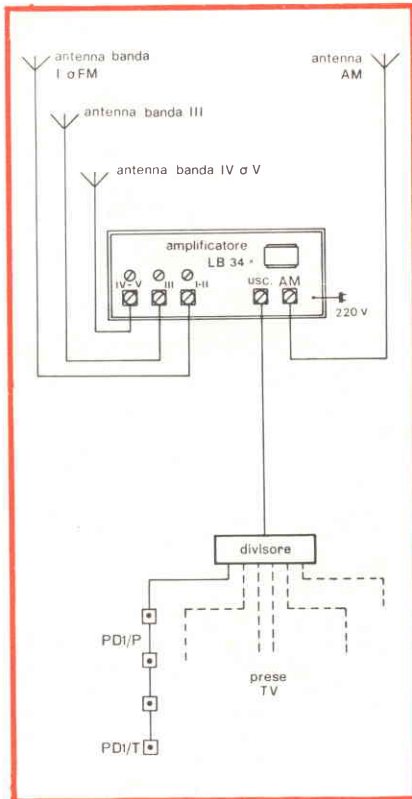 antenna banda
I o FM
antenna
AM
antenna banda III
antenna banda IV o V
amplificatore
LB 34 *
IV-V
III
I-II
usc.
AM
220 V
divisore
PD1/P
prese
TV
PD1/T